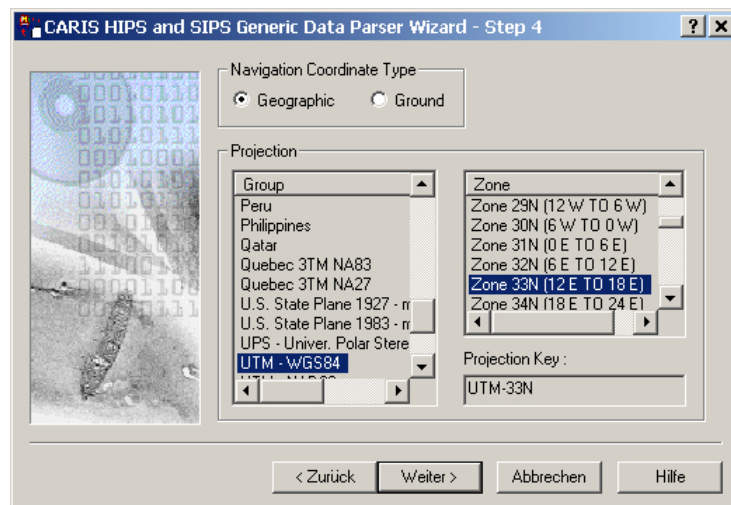 CARIS HIPS and SIPS Generic Data Parser Wizard - Step 4
Navigation Coordinate Type
Geographic
Ground
Projection
Group
Peru
Philippines
Qatar
Quebec 3TM NA83
Quebec 3TM NA27
U.S. State Plane 1927 -
U.S. State Plane 1983 -
UPS - Univer. Polar Stere
UTM - WGS84
Zone
Zone 29N (12 W TO 6 W)
Zone 30N (6 W TO 0 W)
Zone 31N (0 E TO 6 E)
Zone 32N (6 E TO 12 E)
Zone 33N (12 E TO 18 E)
Zone 34N (18 E TO 24 E)
Projection Key :
UTM-33N
< Zurück
Weiter >
Abbrechen
Hilfe